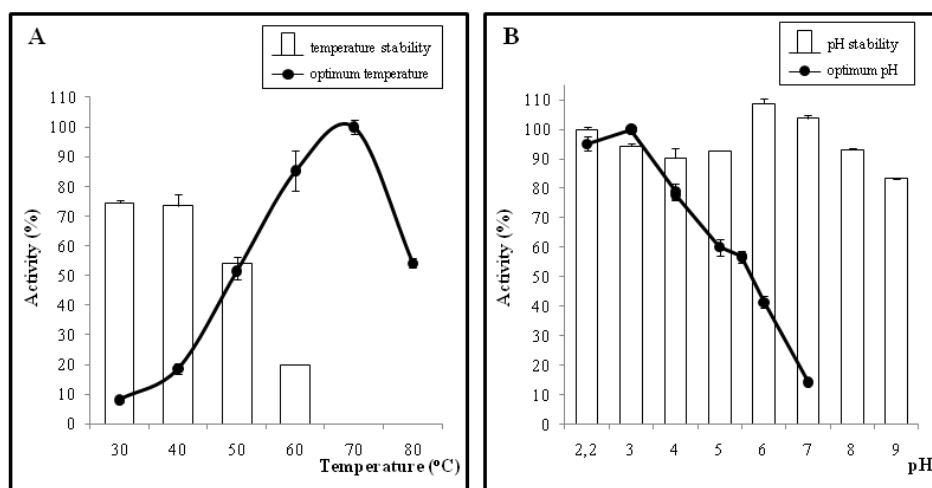 A
temperature stability
optimum temperature
110
100
90
80
70
60
50
40
30
20
10
0
Activity (%)
30 40 50 60 70 80
Temperature (°C)
B
pH stability
optimum pH
110
100
90
80
70
60
50
40
30
20
10
0
Activity (%)
2,2 3 4 5 6 7 8 9
pH